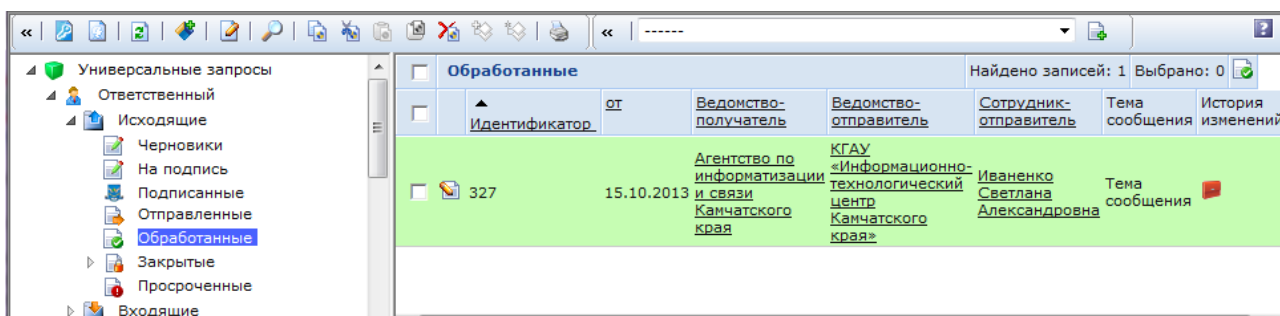 « « ------
Универсальные запросы
Ответственный
Исходящие
Черновики
На подпись
Подписанные
Отправленные
Обработанные
Закрытые
Просроченные
Входящие
Обработанные Найдено записей: 1 Выбрано: 0
Идентификатор
от
Ведомство-
получатель
Ведомство-
отправитель
Сотрудник-
отправитель
Тема
сообщения
История
изменений
327
15.10.2013
Агентство по
информатизации
и связи
Камчатского
края
КГАУ
«Информационно-
технологический
центр
Камчатского
края»
Иваненко
Светлана
Александровна
Тема
сообщения